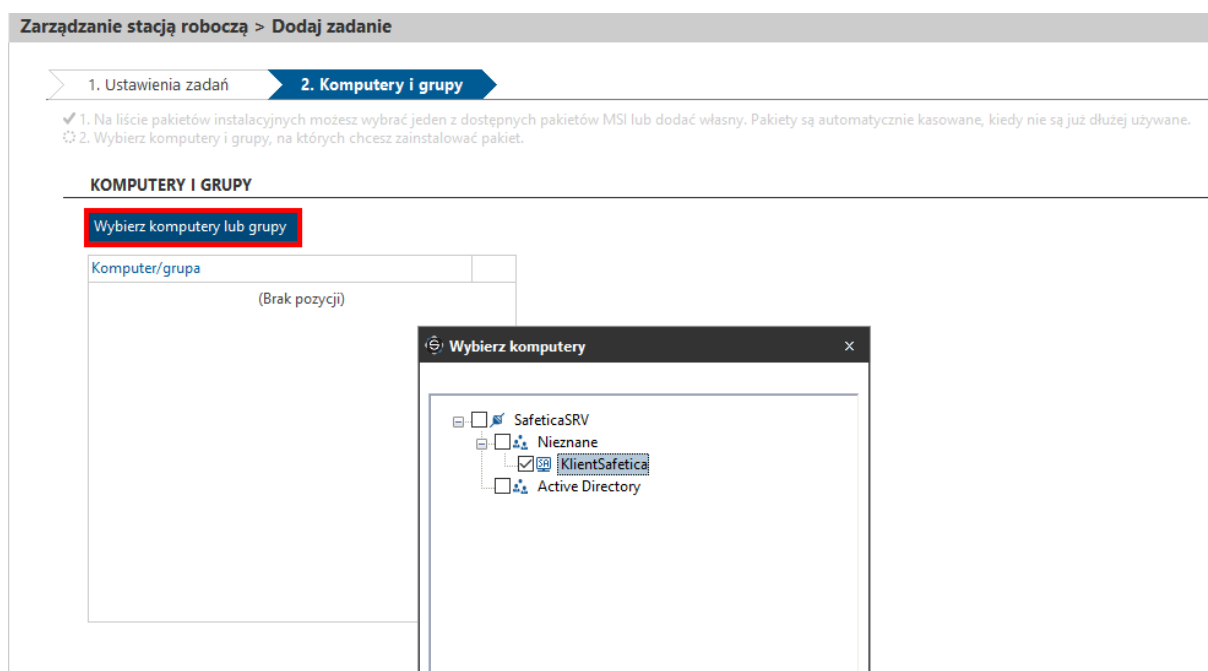 Zarządzanie stacją roboczą > Dodaj zadanie
1. Ustawienia zadań
2. Komputery i grupy
1. Na liście pakietów instalacyjnych możesz wybrać jeden z dostępnych pakietów MSI lub dodać własny. Pakiety są automatycznie kasowane, kiedy nie są już dłużej używane.
2. Wybierz komputery i grupy, na których chcesz zainstalować pakiet.
KOMPUTERY I GRUPY
Wybierz komputery lub grupy
Komputer/grupa
(Brak pozycji)
Wybierz komputery x
SafeticaSRV
Nieznane
SA KlientSafetica
Active Directory